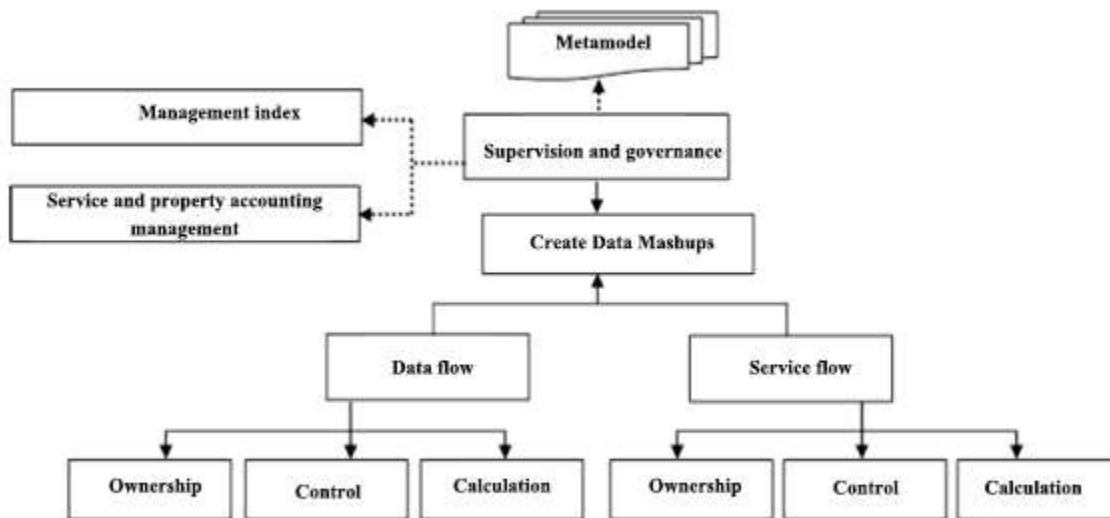 Metamodel
Management index
Supervision and governance
Service and property accounting
management
Create Data Mashups
Data flow
Service flow
Ownership
Control
Calculation
Ownership
Control
Calculation